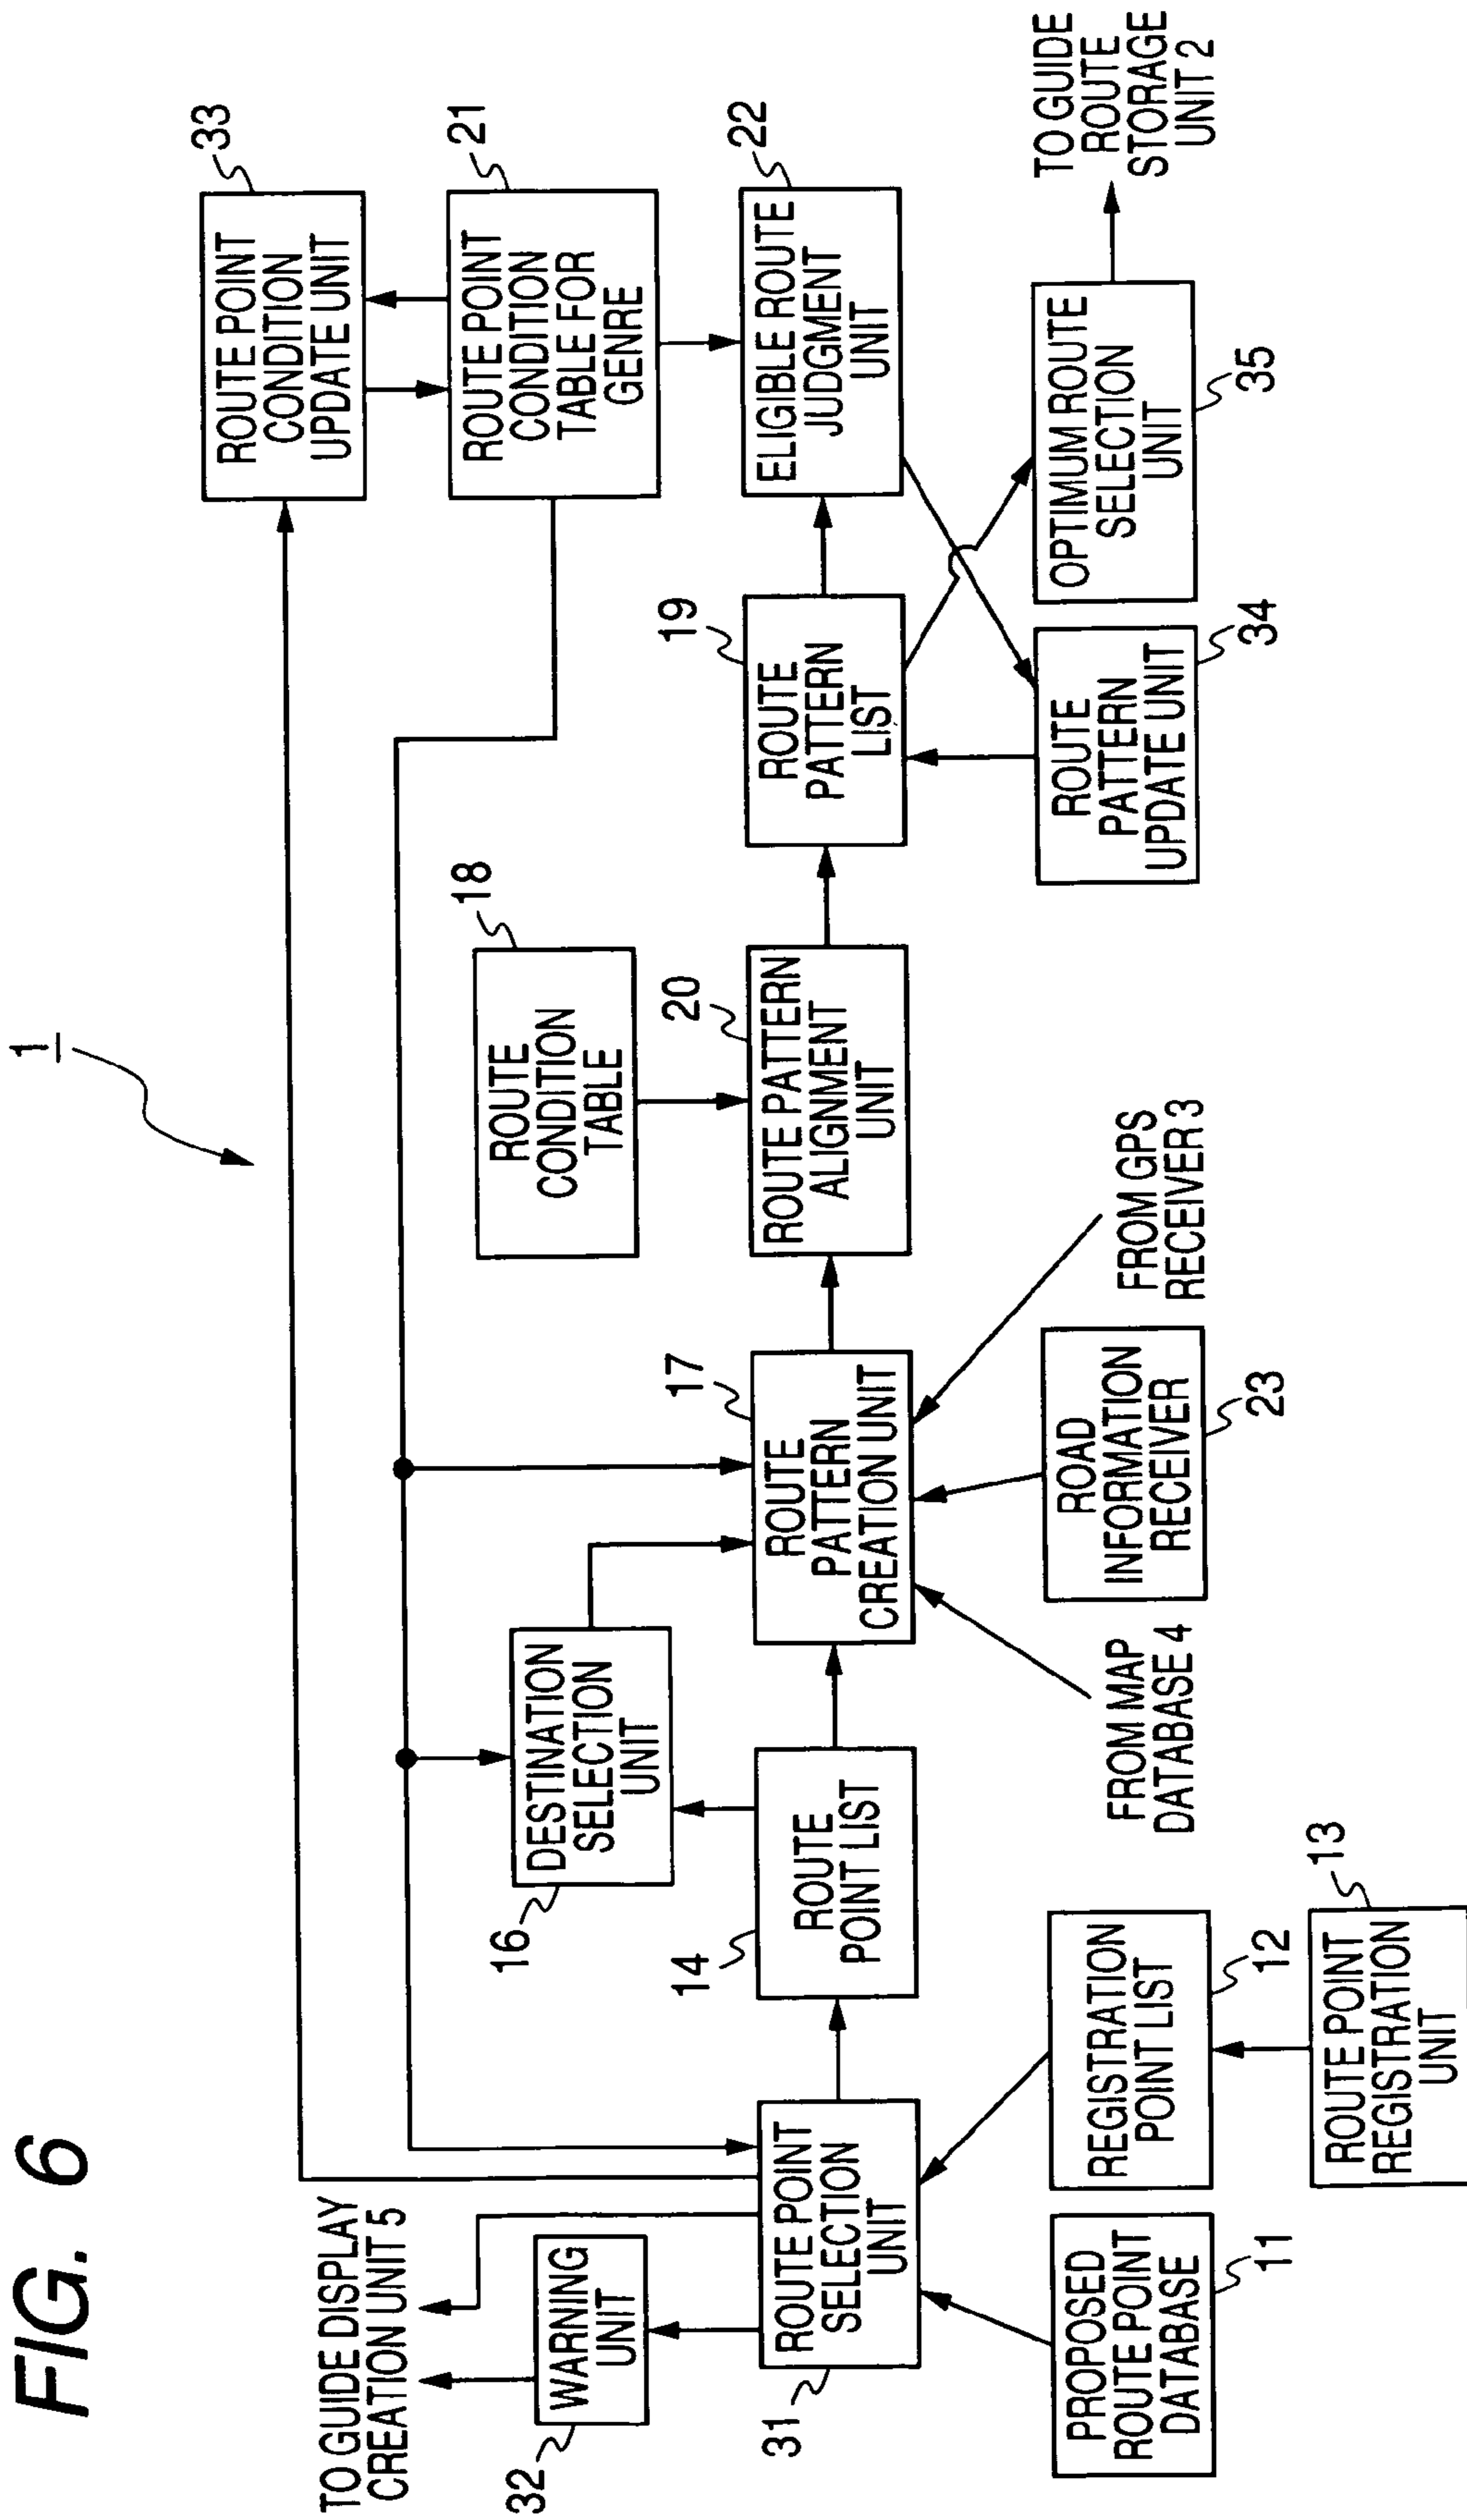 FIG. 6
1
TO GUIDE DISPLAY
CREATION UNIT 5
32
WARNING
UNIT
31
ROUTE POINT
SELECTION
UNIT
PROPOSED
ROUTE POINT
DATABASE
11
REGISTRATION
POINT LIST
12
ROUTE POINT
REGISTRATION
UNIT
13
14
ROUTE
POINT LIST
16
DESTINATION
SELECTION
UNIT
FROM MAP
DATABASE 4
17
ROUTE
PATTERN
CREATION UNIT
ROAD
INFORMATION
RECEIVER
23
FROM GPS
RECEIVER 3
18
ROUTE
CONDITION
TABLE
20
ROUTE PATTERN
ALIGNMENT
UNIT
19
ROUTE
PATTERN
LIST
ROUTE
PATTERN
UPDATE UNIT
34
33
ROUTE POINT
CONDITION
UPDATE UNIT
21
ROUTE POINT
CONDITION
TABLE FOR
GENRE
22
ELIGIBLE ROUTE
JUDGMENT
UNIT
OPTIMUM ROUTE
SELECTION
UNIT
35
TO GUIDE
ROUTE
STORAGE
UNIT 2